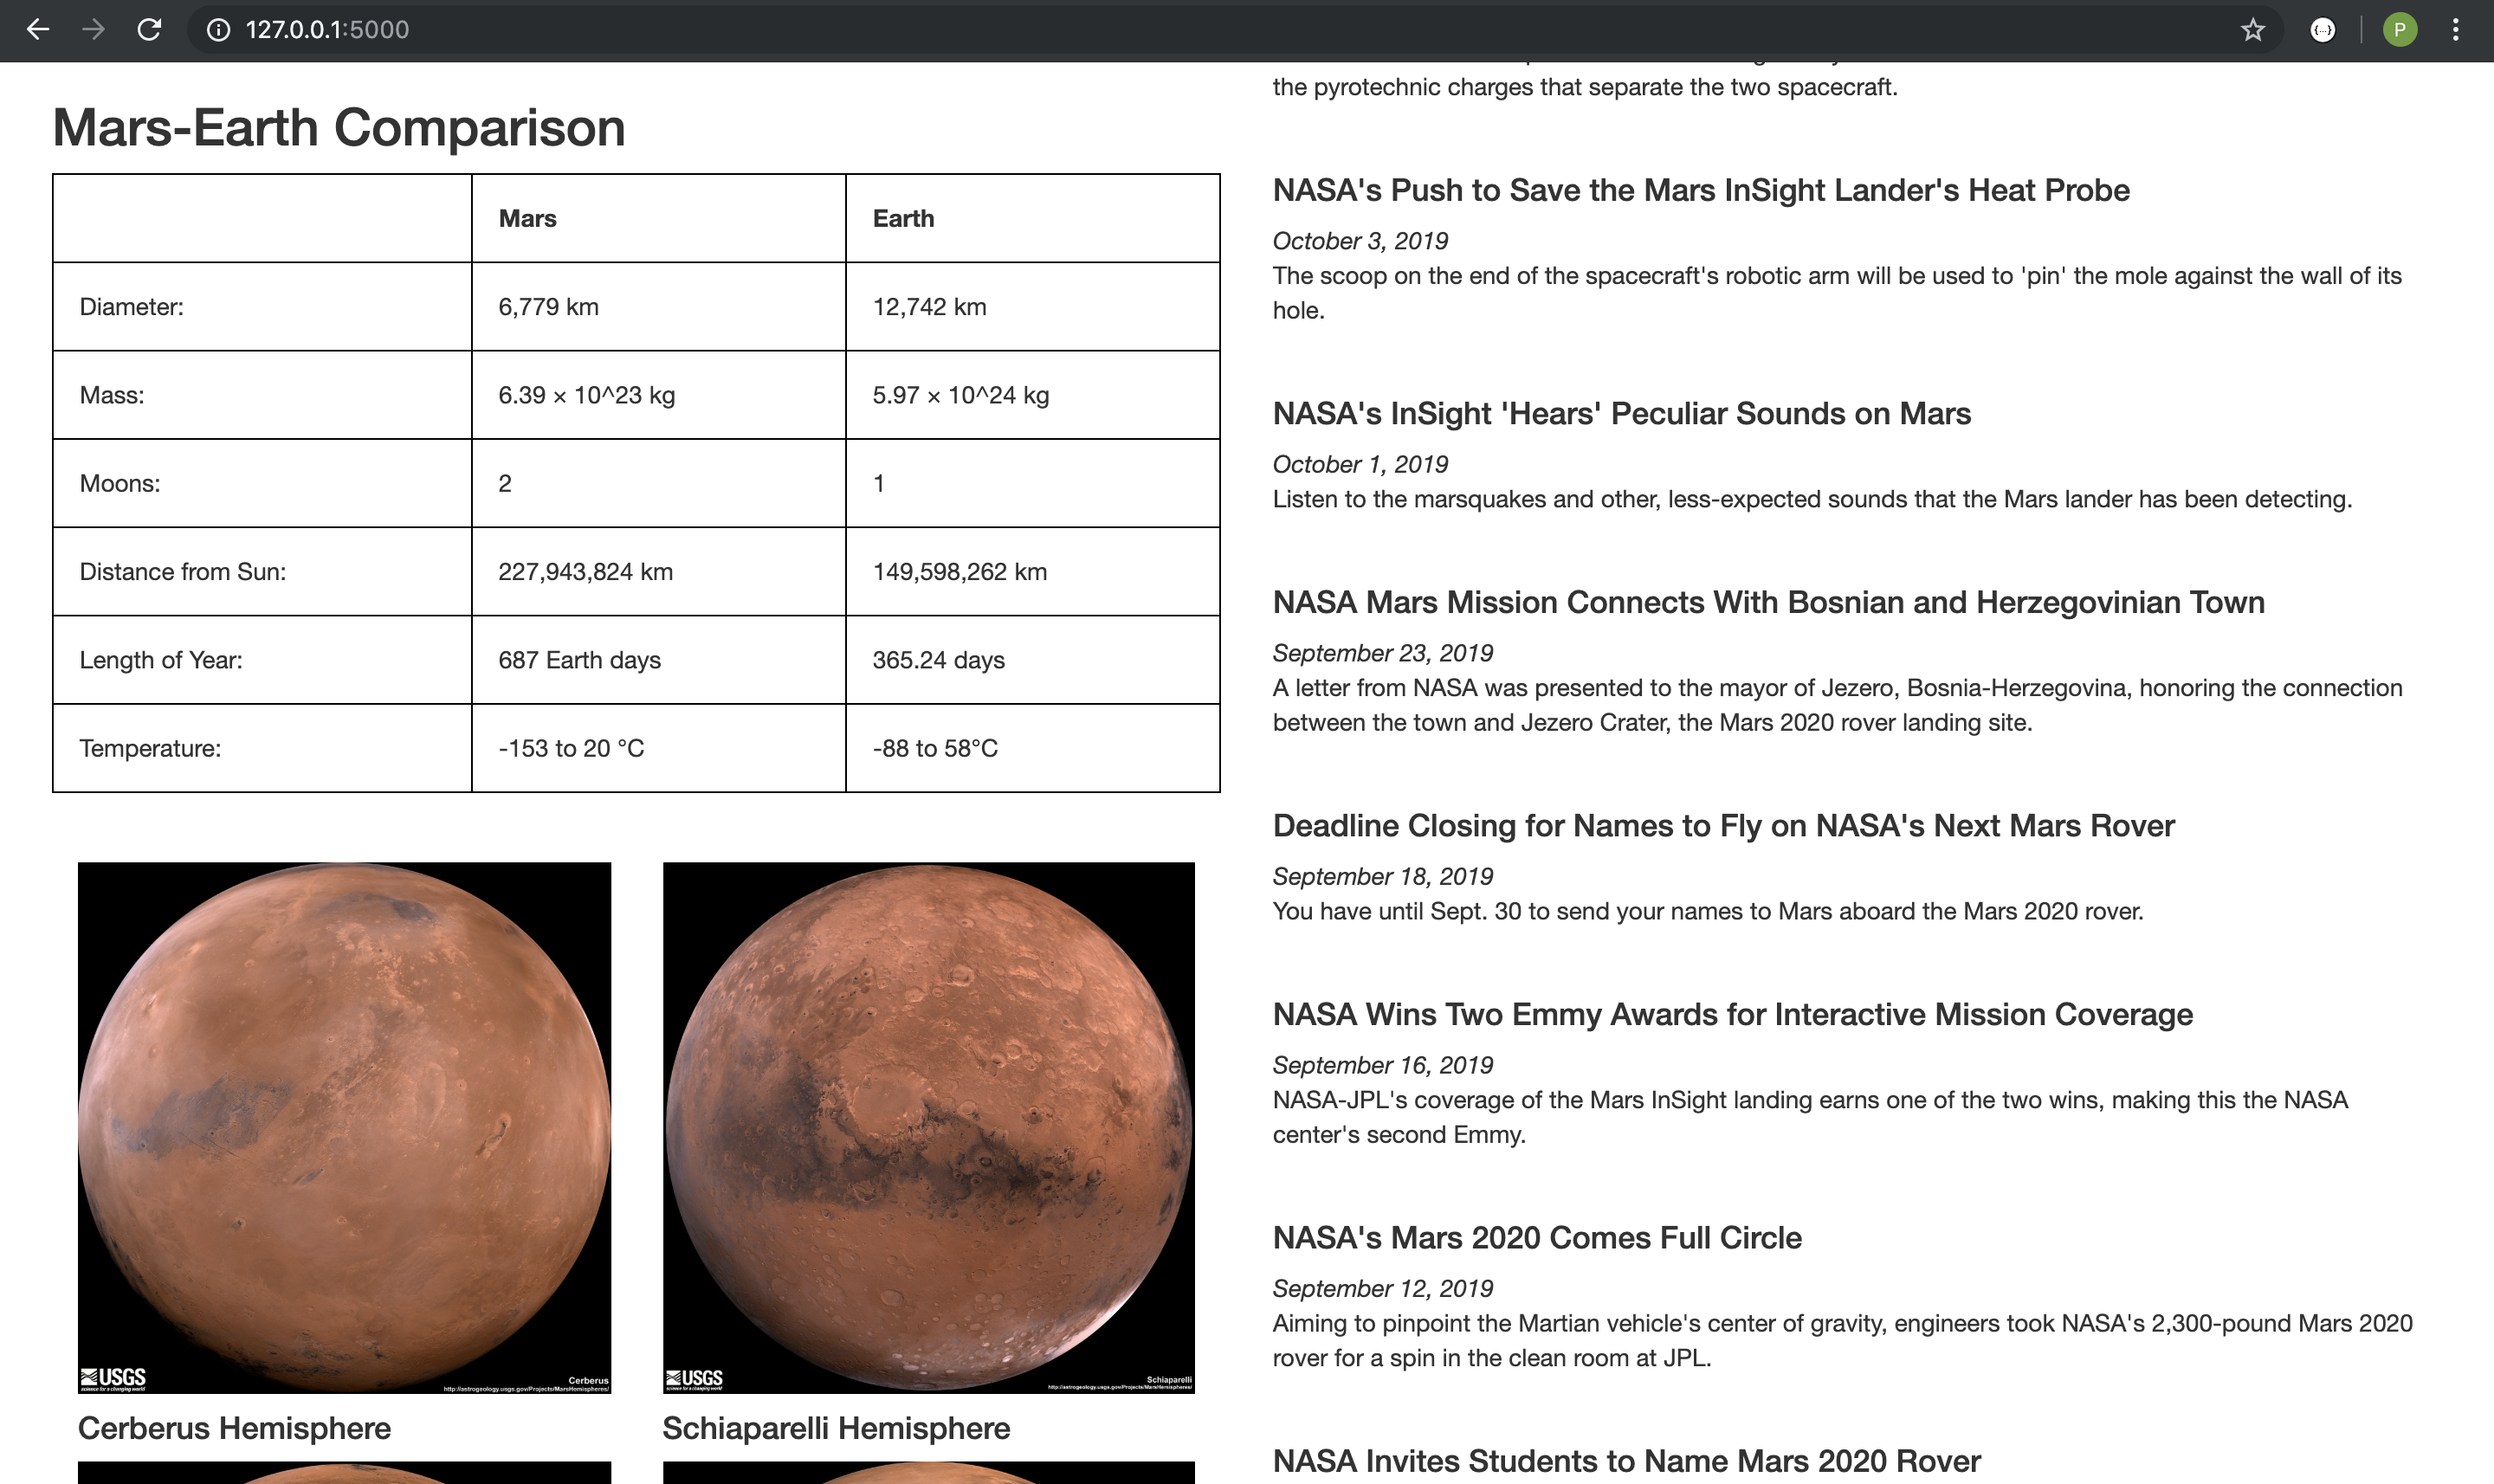 127.0.0.1:5000
P
Mars-Earth Comparison
Mars Earth
Diameter: 6,779 km 12,742 km
Mass: 6.39 × 10^23 kg 5.97 × 10^24 kg
Moons: 2 1
Distance from Sun: 227,943,824 km 149,598,262 km
Length of Year: 687 Earth days 365.24 days
Temperature: -153 to 20 °C -88 to 58°C
USGS
science for a changing world
Cerberus
http://astrogeology.usgs.gov/Projects/MarsHemispheres/
USGS
science for a changing world
Schiaparelli
http://astrogeology.usgs.gov/Projects/MarsHemispheres/
Cerberus Hemisphere
Schiaparelli Hemisphere
the pyrotechnic charges that separate the two spacecraft.
NASA's Push to Save the Mars InSight Lander's Heat Probe
October 3, 2019
The scoop on the end of the spacecraft's robotic arm will be used to 'pin' the mole against the wall of its
hole.
NASA's InSight 'Hears' Peculiar Sounds on Mars
October 1, 2019
Listen to the marsquakes and other, less-expected sounds that the Mars lander has been detecting.
NASA Mars Mission Connects With Bosnian and Herzegovinian Town
September 23, 2019
A letter from NASA was presented to the mayor of Jezero, Bosnia-Herzegovina, honoring the connection
between the town and Jezero Crater, the Mars 2020 rover landing site.
Deadline Closing for Names to Fly on NASA's Next Mars Rover
September 18, 2019
You have until Sept. 30 to send your names to Mars aboard the Mars 2020 rover.
NASA Wins Two Emmy Awards for Interactive Mission Coverage
September 16, 2019
NASA-JPL's coverage of the Mars InSight landing earns one of the two wins, making this the NASA
center's second Emmy.
NASA's Mars 2020 Comes Full Circle
September 12, 2019
Aiming to pinpoint the Martian vehicle's center of gravity, engineers took NASA's 2,300-pound Mars 2020
rover for a spin in the clean room at JPL.
NASA Invites Students to Name Mars 2020 Rover